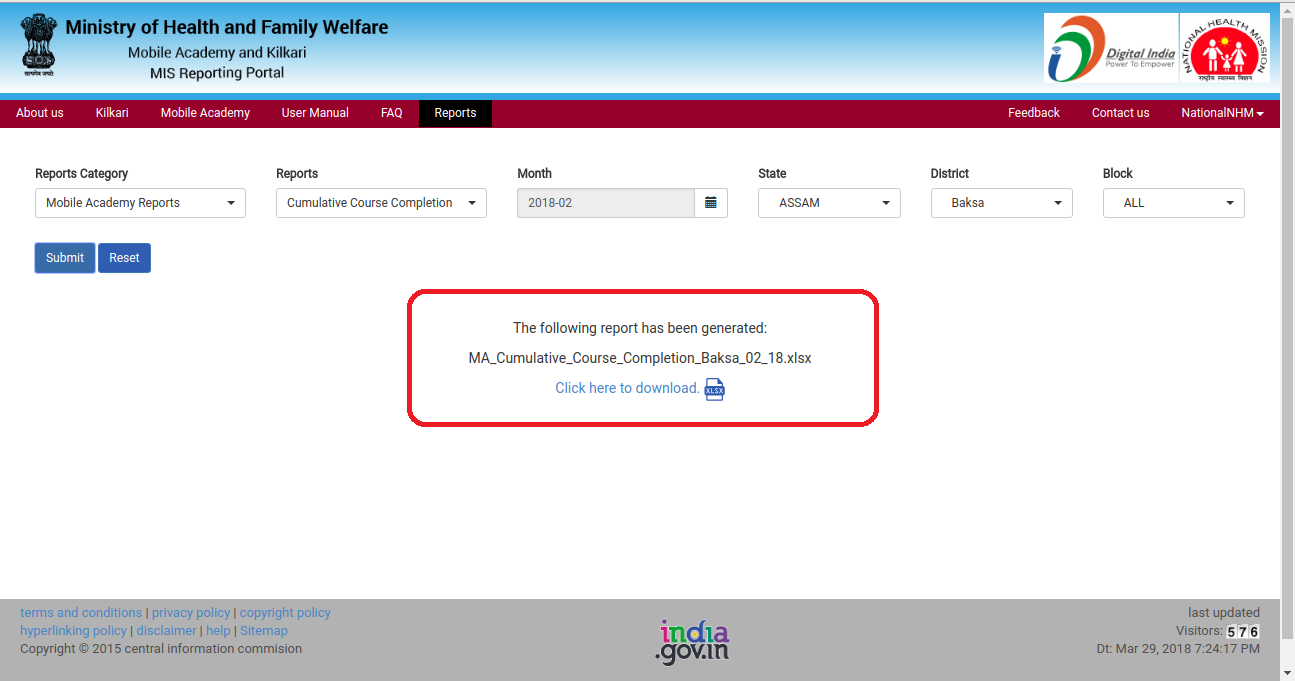 Ministry of Health and Family Welfare
Mobile Academy and Kilkari
MIS Reporting Portal
सत्यमेव जयते
Digital India
Power To Empower
NATIONAL HEALTH MISSION
राष्ट्रीय स्वास्थ्य मिशन
About us Kilkari Mobile Academy User Manual FAQ Reports Feedback Contact us NationalNHM
Reports Category Reports Month State District Block
Mobile Academy Reports Cumulative Course Completion 2018-02 ASSAM Baksa ALL
Submit Reset
The following report has been generated:
MA_Cumulative_Course_Completion_Baksa_02_18.xlsx
Click here to download. XLSX
terms and conditions | privacy policy | copyright policy
hyperlinking policy | disclaimer | help | Sitemap
Copyright © 2015 central information commision
india
.gov.in
last updated
Visitors: 576
Dt: Mar 29, 2018 7:24:17 PM